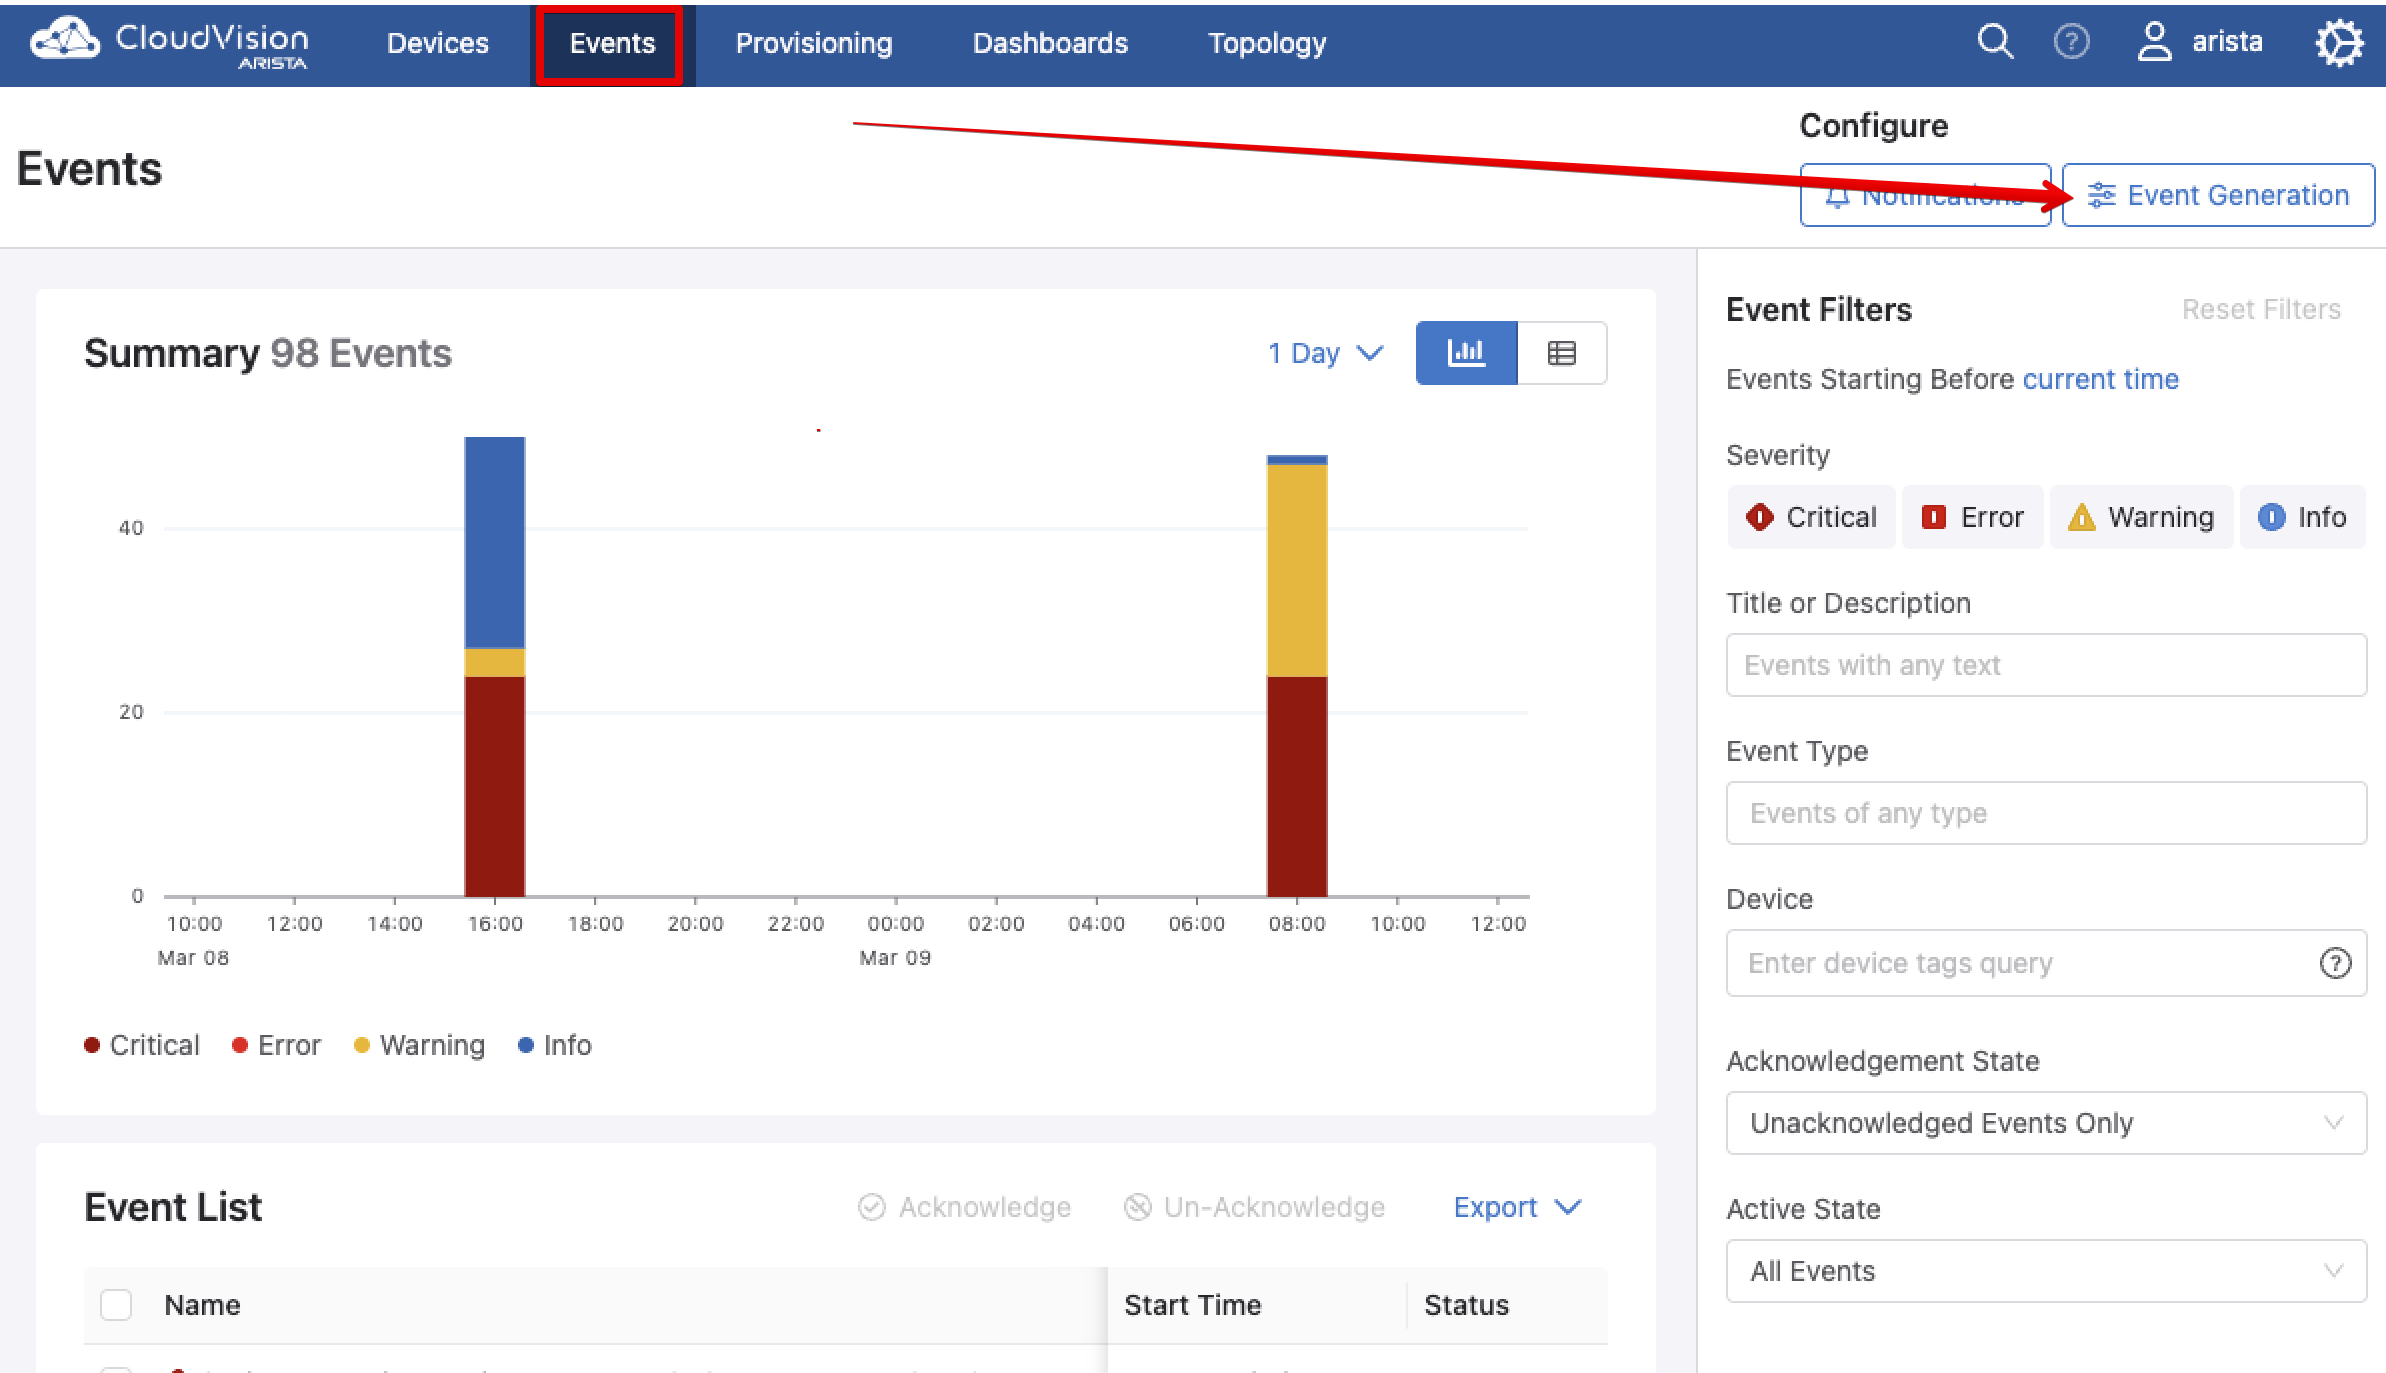 CloudVision
ARISTA
Devices
Events
Provisioning
Dashboards
Topology
?
arista
Events
Configure
Notifications
Event Generation
Summary 98 Events
1 Day
40
20
0
10:00 12:00 14:00 16:00 18:00 20:00 22:00 00:00 02:00 04:00 06:00 08:00 10:00 12:00
Mar 08 Mar 09
Critical Error Warning Info
Event List
Acknowledge
Un-Acknowledge
Export
Name Start Time Status
Event Filters
Reset Filters
Events Starting Before current time
Severity
Critical Error Warning Info
Title or Description
Events with any text
Event Type
Events of any type
Device
Enter device tags query
?
Acknowledgement State
Unacknowledged Events Only
Active State
All Events